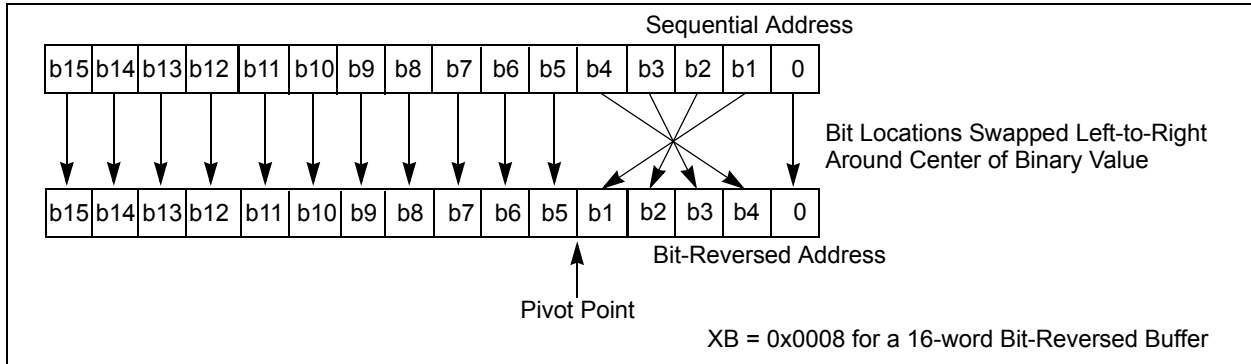 Sequential Address
b15 b14 b13 b12 b11 b10 b9 b8 b7 b6 b5 b4 b3 b2 b1 0
Bit Locations Swapped Left-to-Right
Around Center of Binary Value
b15 b14 b13 b12 b11 b10 b9 b8 b7 b6 b5 b1 b2 b3 b4 0
Bit-Reversed Address
Pivot Point
XB = 0x0008 for a 16-word Bit-Reversed Buffer